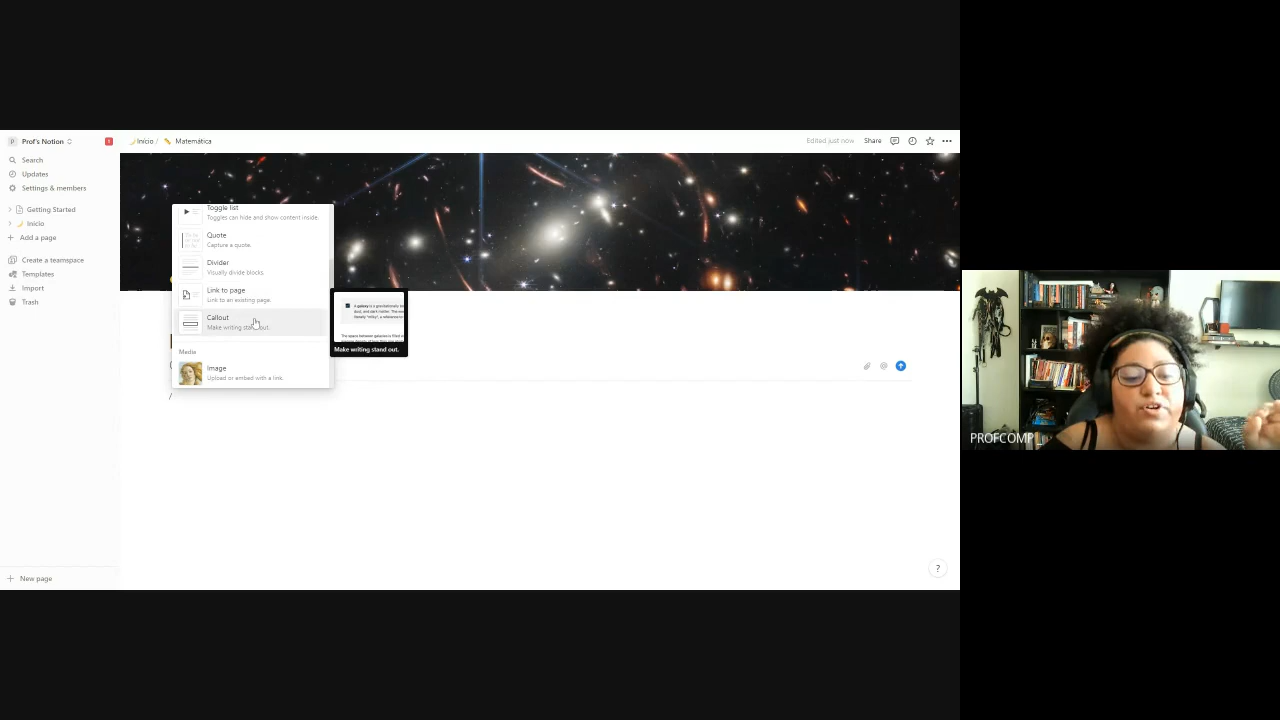 Prof's Notion
Início / Matemática
Edited just now
Share
Search
Updates
Settings & members
Getting Started
Início
Add a page
Create a teamspace
Templates
Import
Trash
New page
Toggle list
Toggles can hide and show content inside.
Quote
Capture a quote.
Divider
Visually divide blocks.
Link to page
Link to an existing page.
Callout
Make writing stand out.
Media
Image
Upload or embed with a link.
Make writing stand out.
/
?
PROFCOMP _